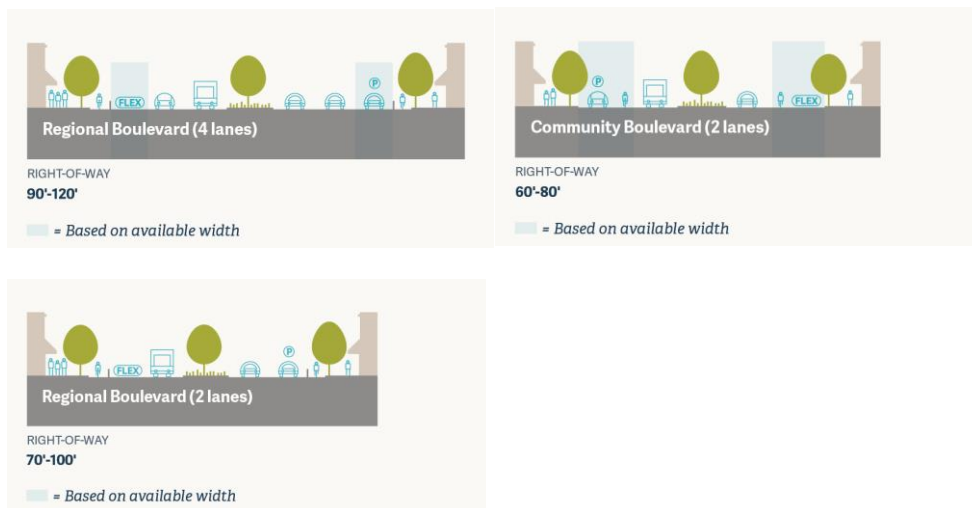 P
FLEX
Regional Boulevard (4 lanes)
RIGHT-OF-WAY
90'-120'
= Based on available width
P
FLEX
Community Boulevard (2 lanes)
RIGHT-OF-WAY
60'-80'
= Based on available width
P
FLEX
Regional Boulevard (2 lanes)
RIGHT-OF-WAY
70'-100'
= Based on available width